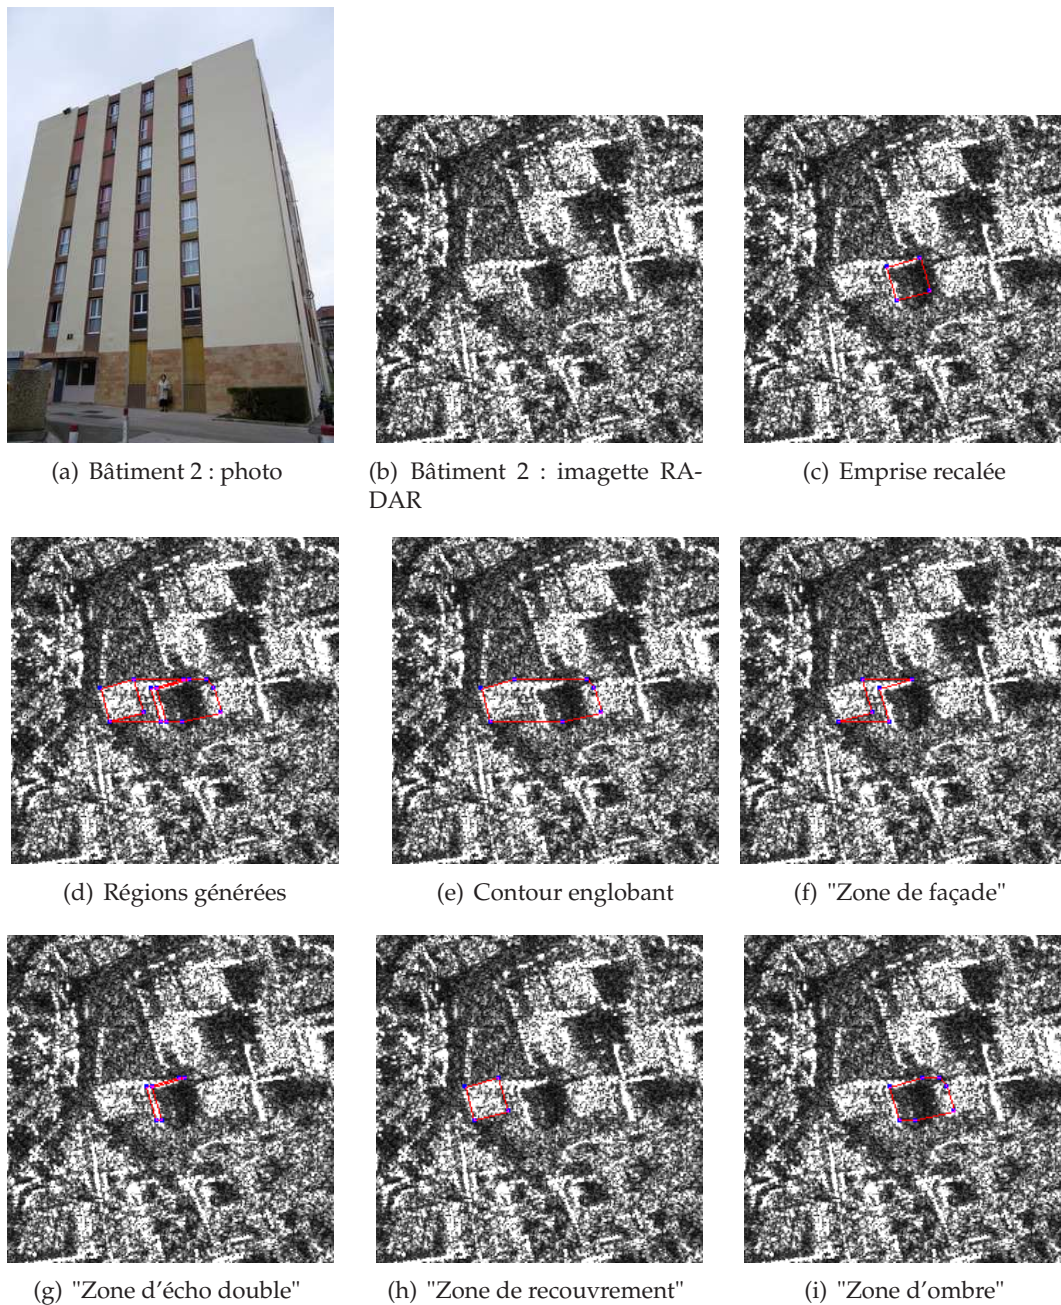 (a) Bâtiment 2 : photo
(b) Bâtiment 2 : imagette RA-
DAR
(c) Emprise recalée
(d) Régions générées
(e) Contour englobant
(f) "Zone de façade"
(g) "Zone d'écho double"
(h) "Zone de recouvrement"
(i) "Zone d'ombre"